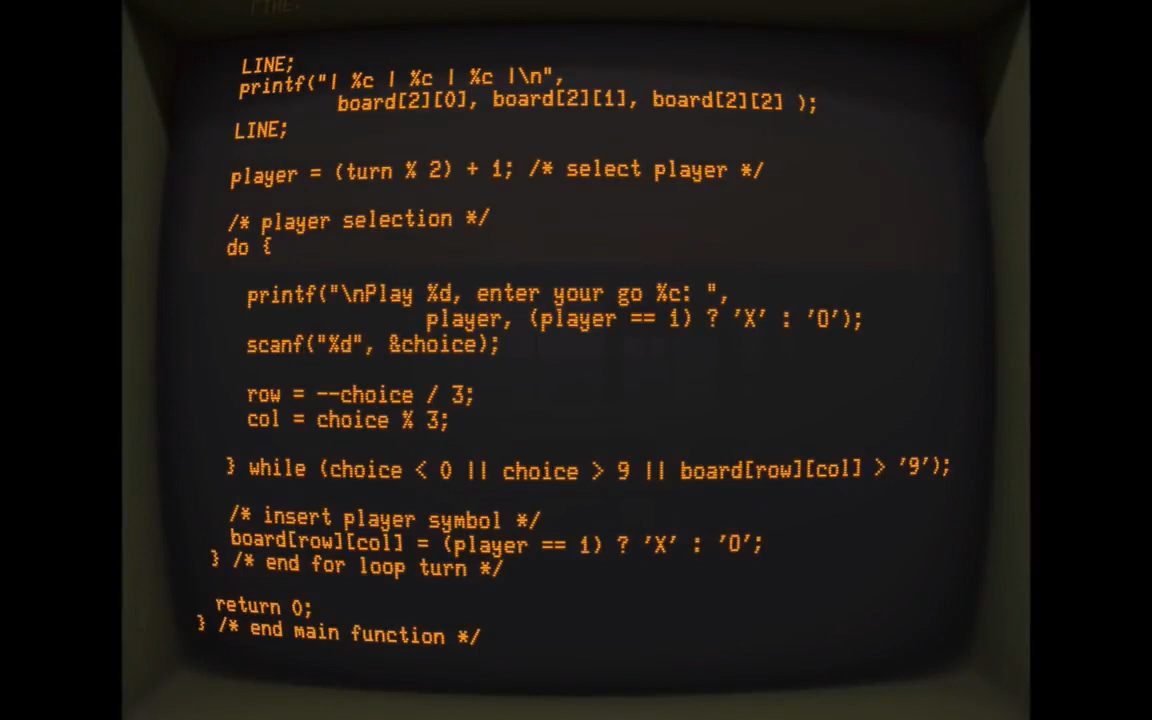 LINE;
LINE;
printf("| %c | %c | %c |\n",
board[2][0], board[2][1], board[2][2] );
LINE;
player = (turn % 2) + 1; /* select player */
/* player selection */
do {
printf("\nPlay %d, enter your go %c: ",
player, (player == 1) ? 'X' : 'O');
scanf("%d", &choice);
row = --choice / 3;
col = choice % 3;
} while (choice < 0 || choice > 9 || board[row][col] > '9');
/* insert player symbol */
board[row][col] = (player == 1) ? 'X' : 'O';
} /* end for loop turn */
return 0;
} /* end main function */